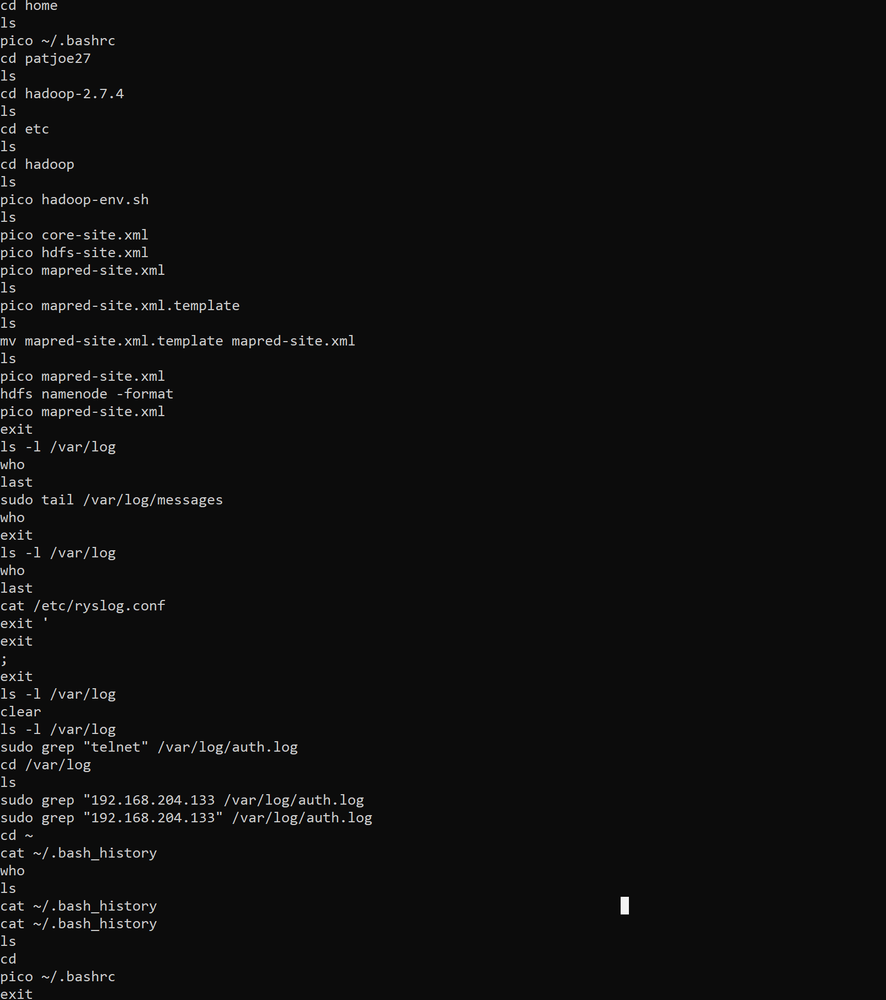 cd home
ls
pico ~/.bashrc
cd patjoe27
ls
cd hadoop-2.7.4
ls
cd etc
ls
cd hadoop
ls
pico hadoop-env.sh
ls
pico core-site.xml
pico hdfs-site.xml
pico mapred-site.xml
ls
pico mapred-site.xml.template
ls
mv mapred-site.xml.template mapred-site.xml
ls
pico mapred-site.xml
hdfs namenode -format
pico mapred-site.xml
exit
ls -l /var/log
who
last
sudo tail /var/log/messages
who
exit
ls -l /var/log
who
last
cat /etc/ryslog.conf
exit '
exit
;
exit
ls -l /var/log
clear
ls -l /var/log
sudo grep "telnet" /var/log/auth.log
cd /var/log
ls
sudo grep "192.168.204.133 /var/log/auth.log
sudo grep "192.168.204.133" /var/log/auth.log
cd ~
cat ~/.bash_history
who
ls
cat ~/.bash_history
cat ~/.bash_history
ls
cd
pico ~/.bashrc
exit